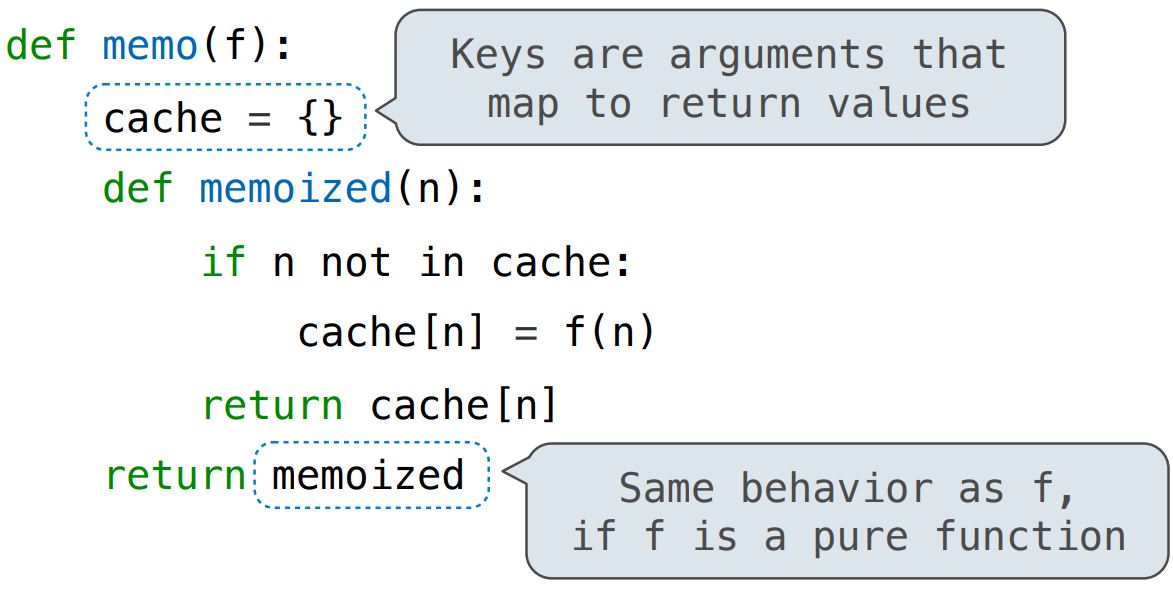 def memo(f):
Keys are arguments that
map to return values
cache = {}
def memoized(n):
if n not in cache:
cache[n] = f(n)
return cache[n]
return memoized
Same behavior as f,
if f is a pure function